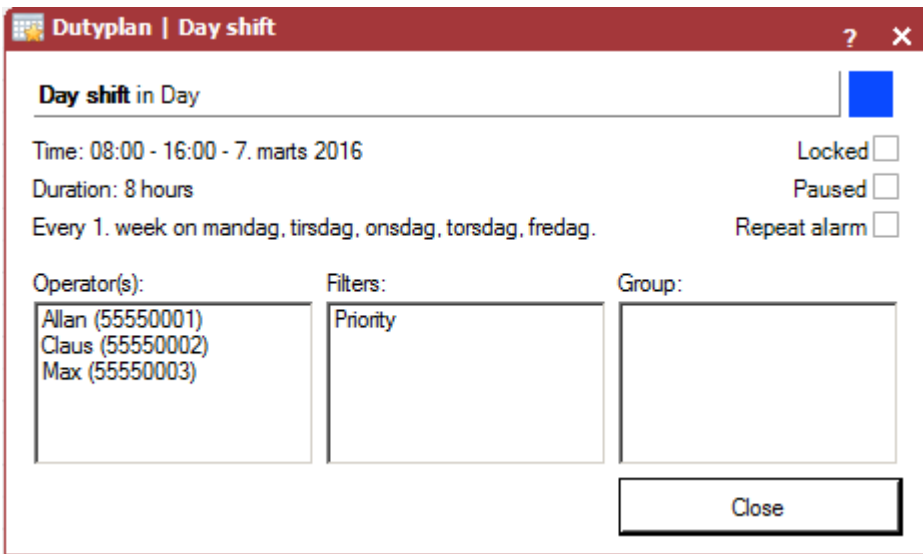 Dutyplan | Day shift
? ×
Day shift in Day
Time: 08:00 - 16:00 - 7. marts 2016
Locked
Duration: 8 hours
Paused
Every 1. week on mandag, tirsdag, onsdag, torsdag, fredag.
Repeat alarm
Operator(s):
Allan (55550001)
Claus (55550002)
Max (55550003)
Filters:
Priority
Group:
Close